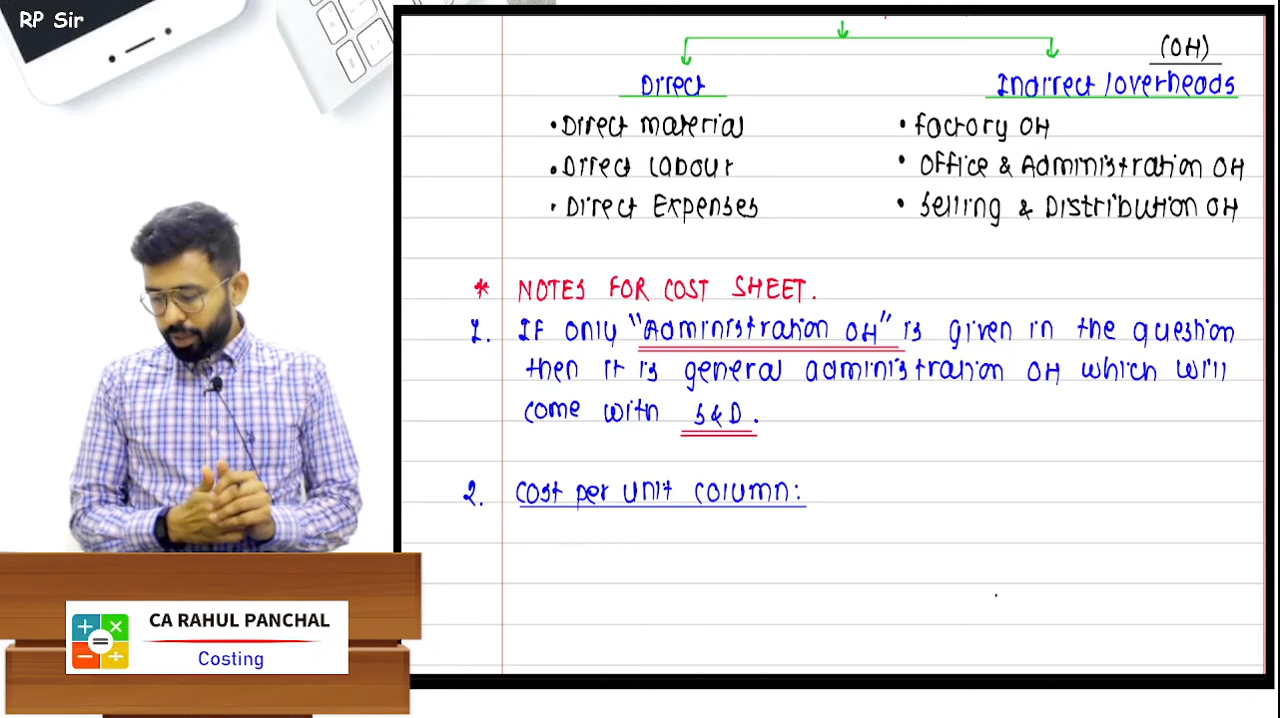 RP Sir
(OH)
Direct
Indirect /overheads
• Direct material
• Factory OH
• Direct Labour
• Office & Administration OH
• Direct Expenses
• Selling & Distribution OH
* NOTES FOR COST SHEET.
1. If only "Administration OH" is given in the question
then it is general administration OH which will
come with S&D.
2. Cost per unit column:
CA RAHUL PANCHAL
Costing